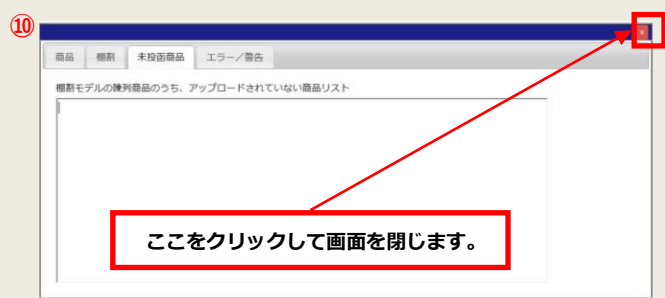 ⑩
×
商品 棚割 未投函商品 エラー／警告
棚割モデルの陳列商品のうち、アップロードされていない商品リスト
ここをクリックして画面を閉じます。